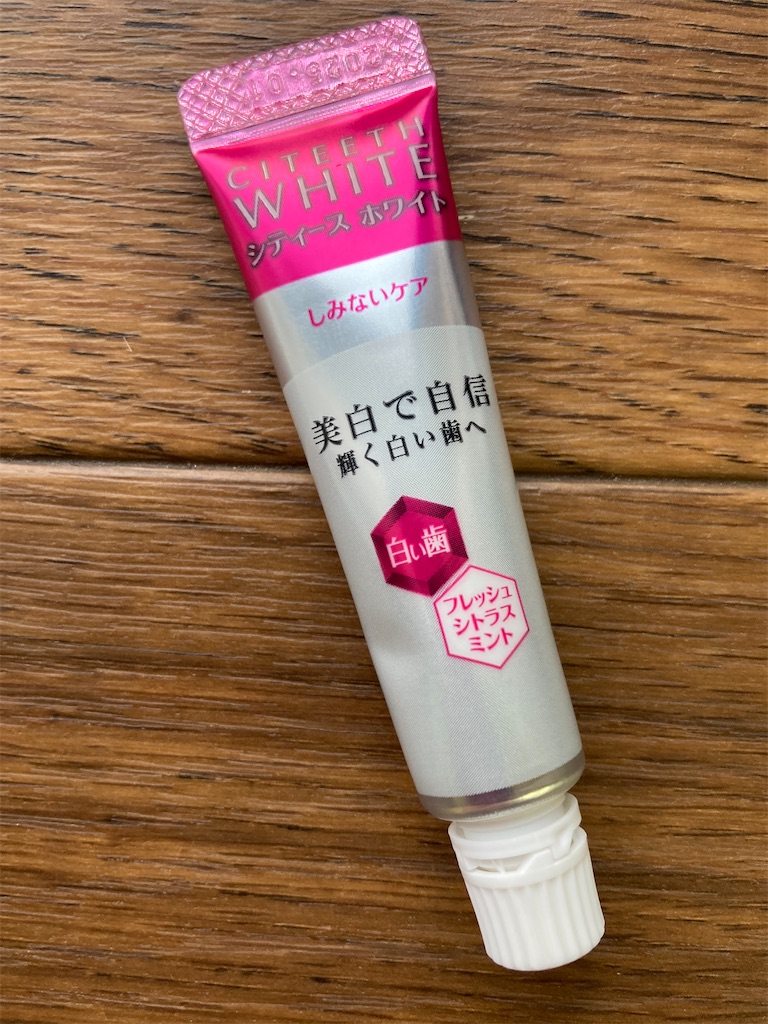 2025.01
CITEETH
WHITE
シティース ホワイト
しみないケア
美白で自信
輝く白い歯へ
白い歯
フレッシュ
シトラス
ミント